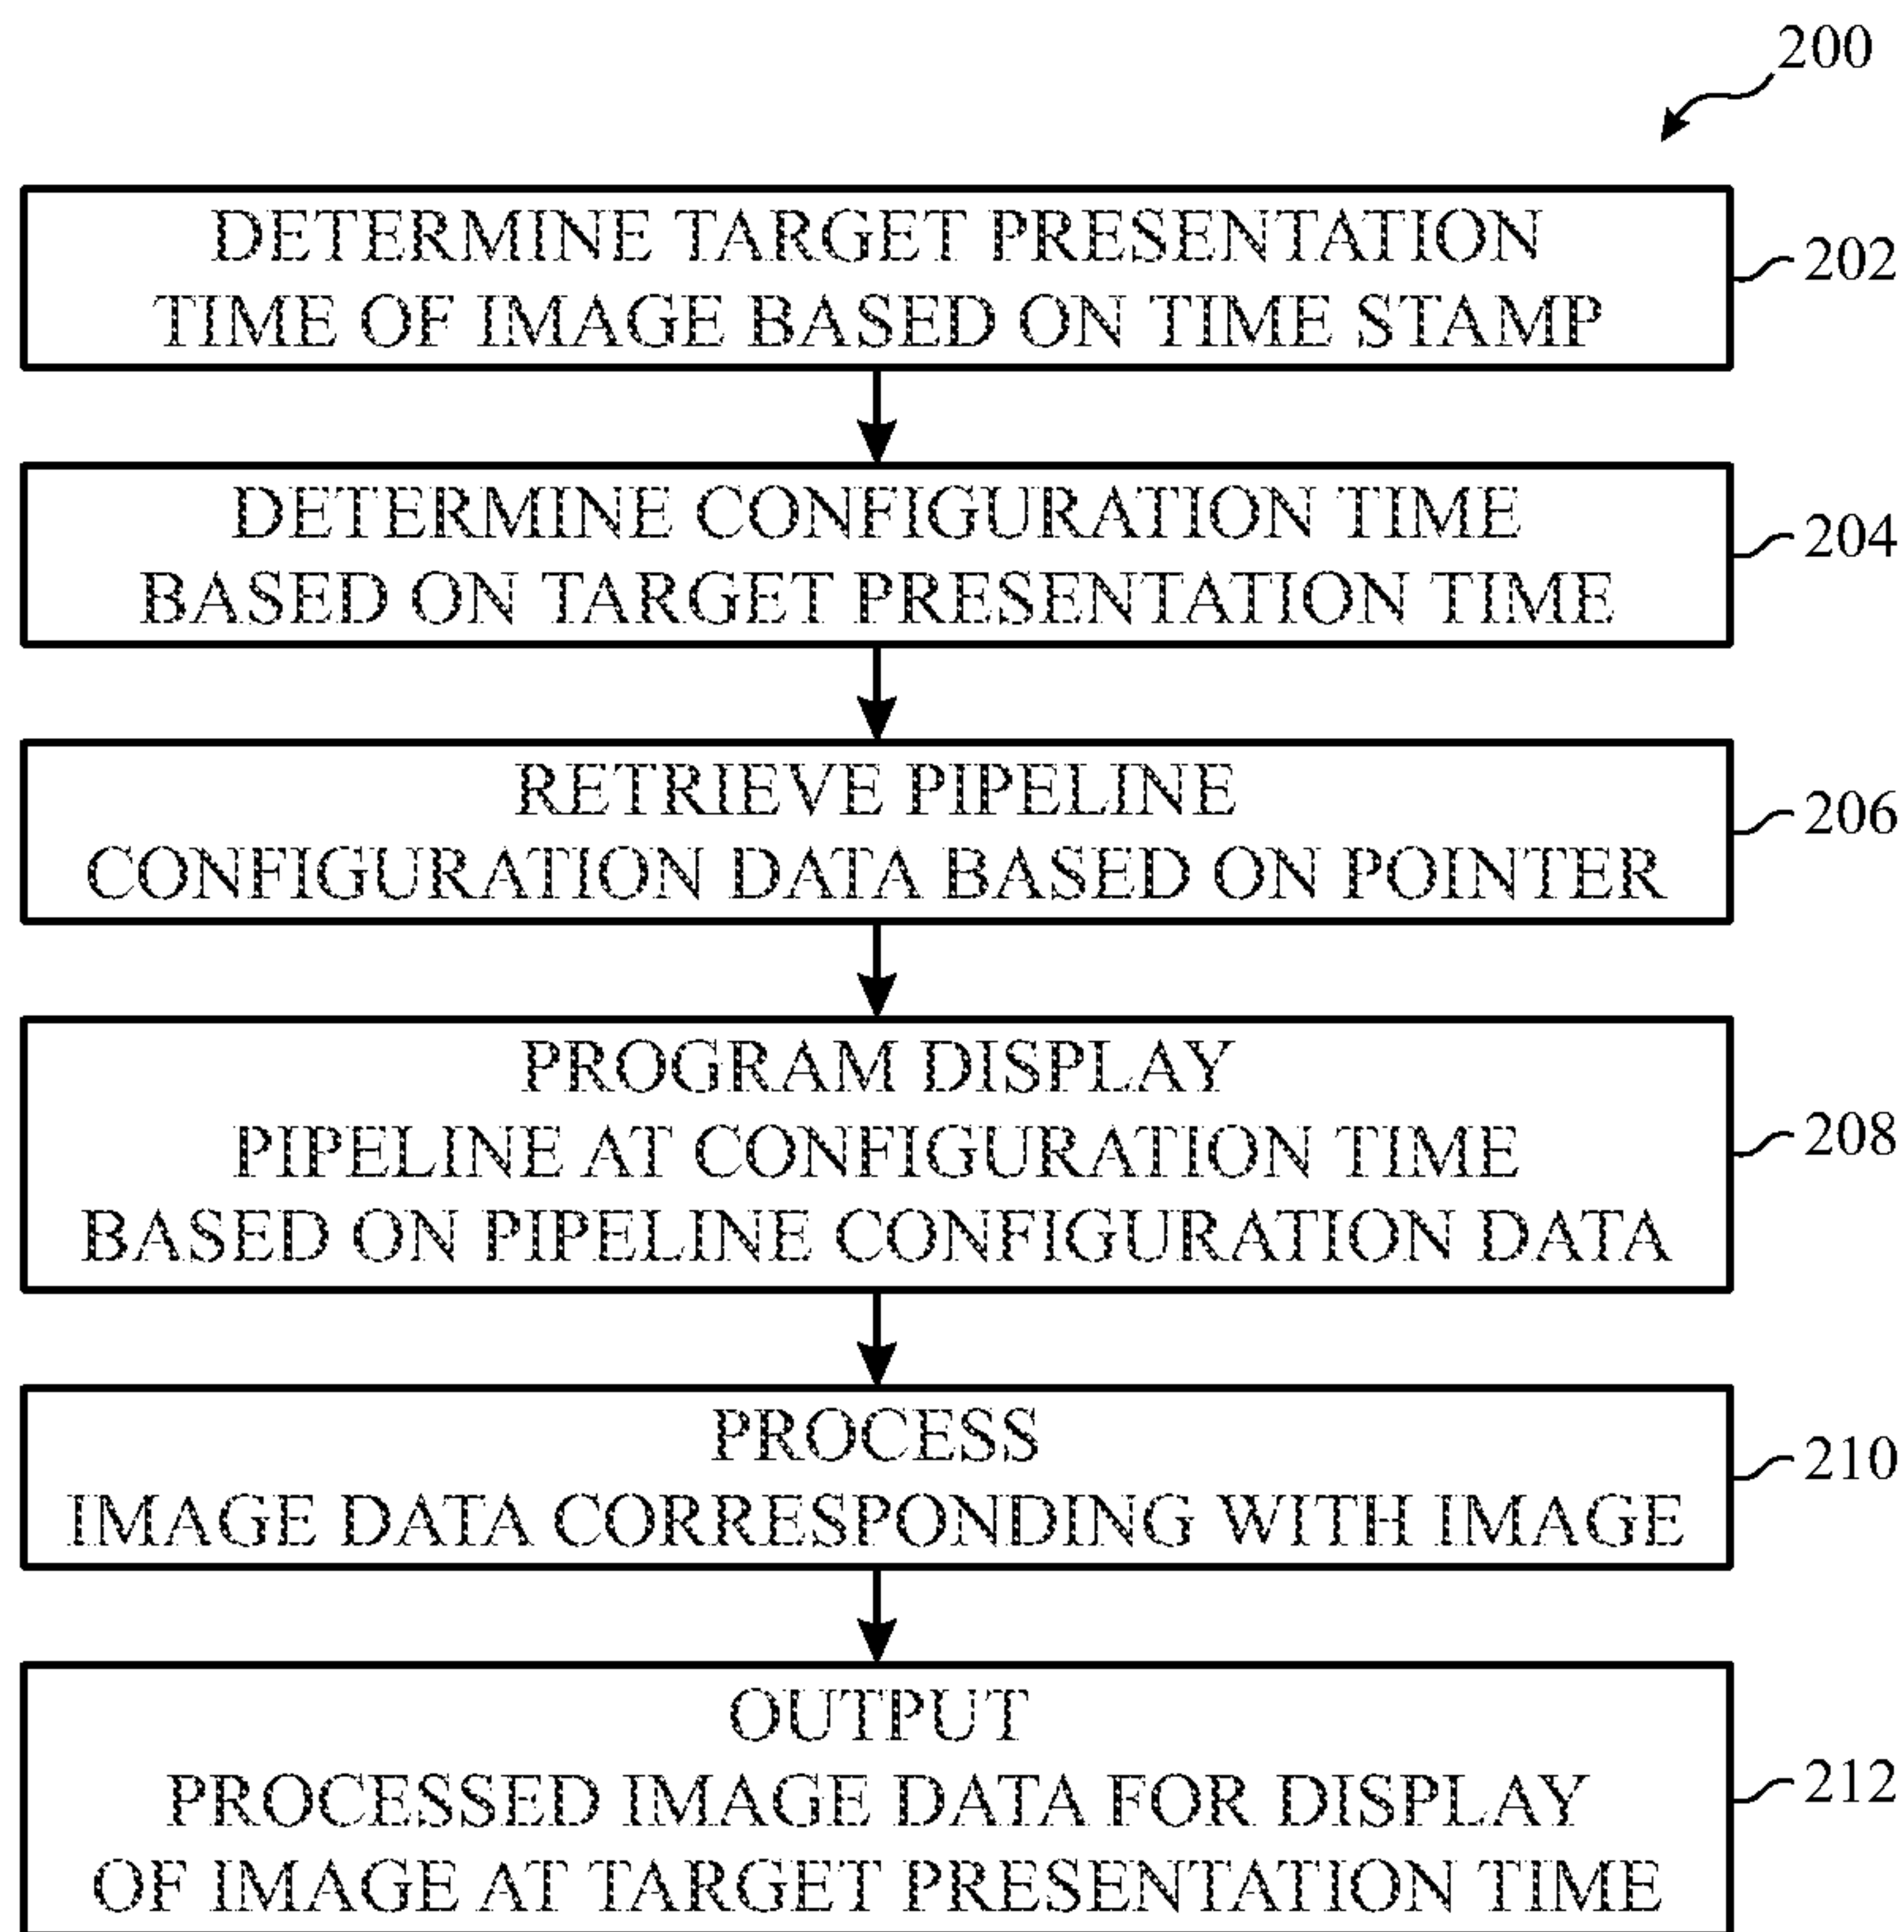 200
DETERMINE TARGET PRESENTATION
TIME OF IMAGE BASED ON TIME STAMP
202
DETERMINE CONFIGURATION TIME
BASED ON TARGET PRESENTATION TIME
204
RETRIEVE PIPELINE
CONFIGURATION DATA BASED ON POINTER
206
PROGRAM DISPLAY
PIPELINE AT CONFIGURATION TIME
BASED ON PIPELINE CONFIGURATION DATA
208
PROCESS
IMAGE DATA CORRESPONDING WITH IMAGE
210
OUTPUT
PROCESSED IMAGE DATA FOR DISPLAY
OF IMAGE AT TARGET PRESENTATION TIME
212